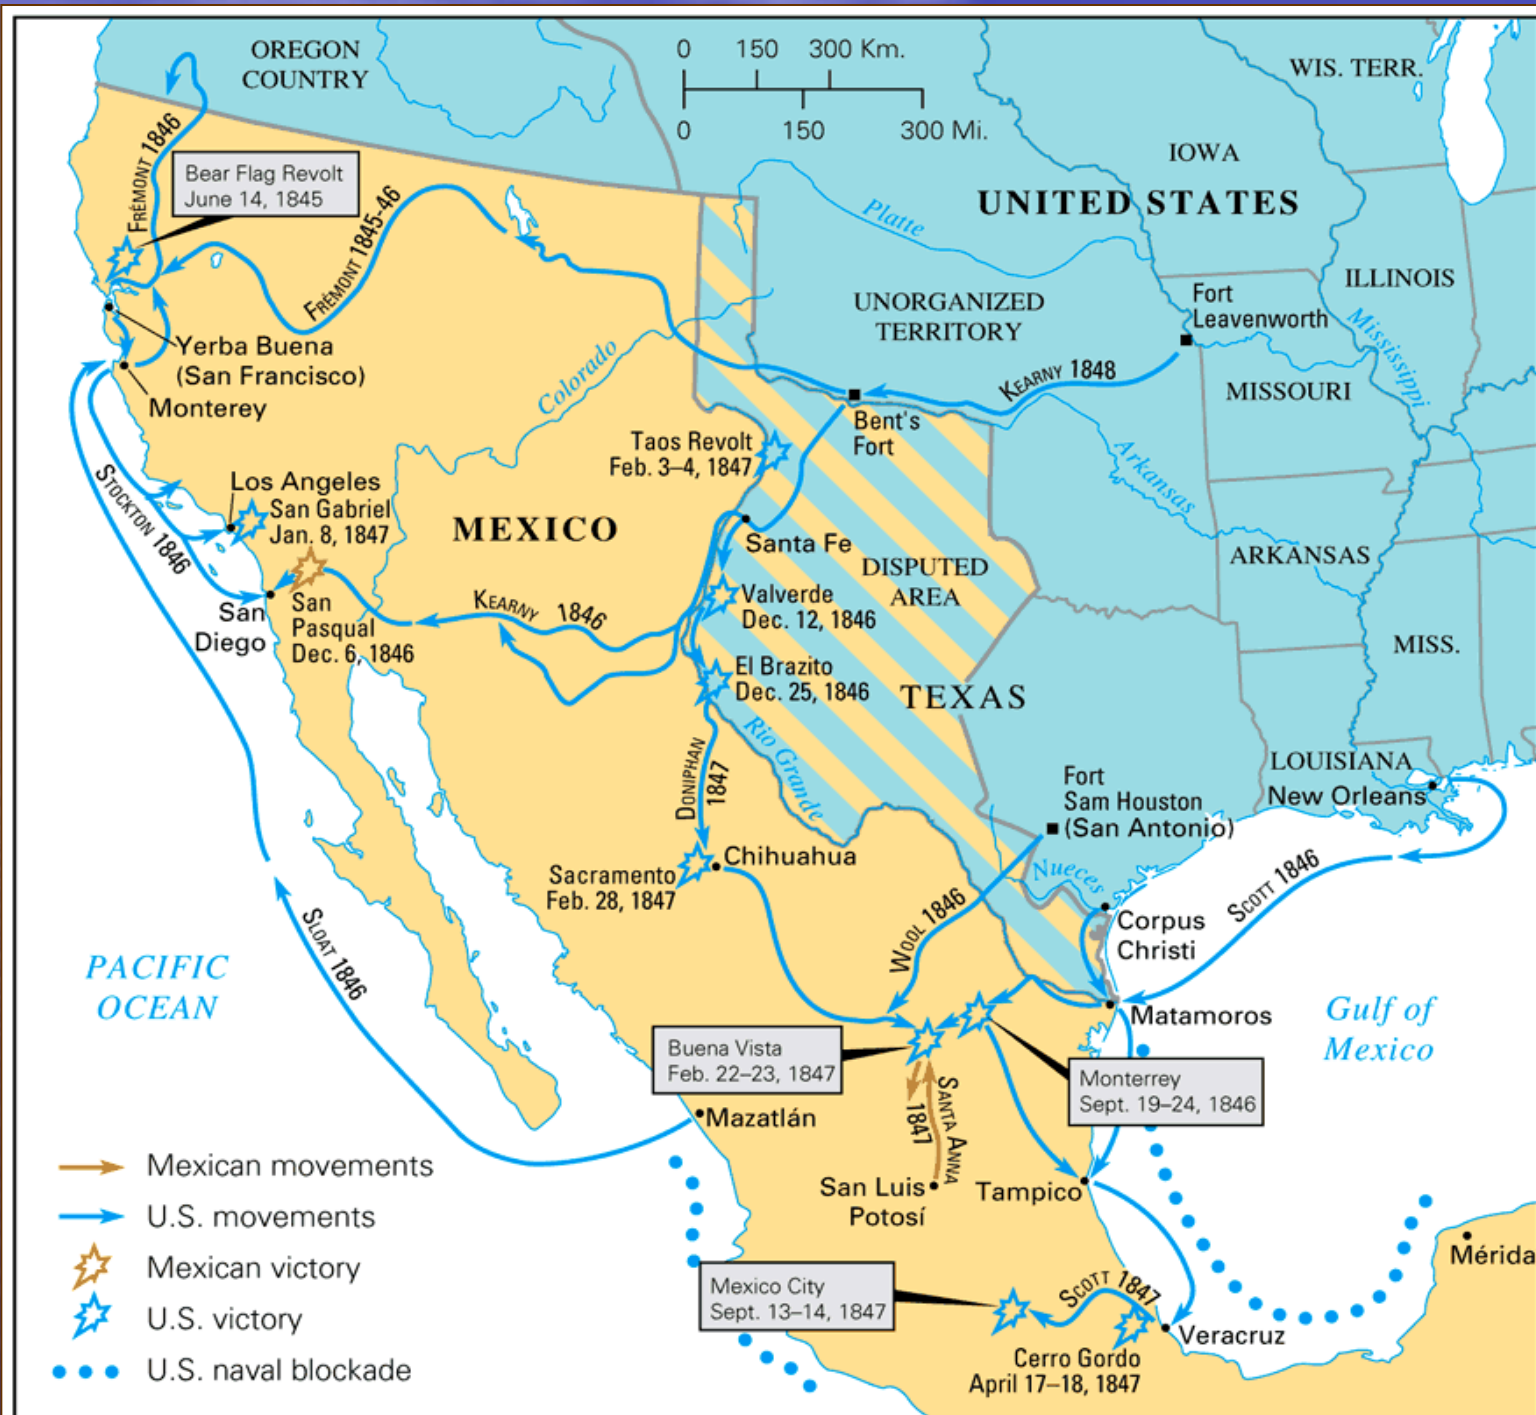 OREGON
COUNTRY
0 150 300 Km.
0 150 300 Mi.
WIS. TERR.
IOWA
UNITED STATES
FRÉMONT 1846
Bear Flag Revolt
June 14, 1845
FRÉMONT 1845-46
Platte
ILLINOIS
UNORGANIZED
TERRITORY
Fort
Leavenworth
Mississippi
Yerba Buena
(San Francisco)
Monterey
Colorado
KEARNY 1848
MISSOURI
Bent's
Fort
Taos Revolt
Feb. 3–4, 1847
Arkansas
STOCKTON 1846
Los Angeles
San Gabriel
Jan. 8, 1847
MEXICO
Santa Fe
DISPUTED
AREA
ARKANSAS
San
Diego
San
Pasqual
Dec. 6, 1846
KEARNY 1846
Valverde
Dec. 12, 1846
MISS.
El Brazito
Dec. 25, 1846
TEXAS
Rio Grande
DONIPHAN
1847
LOUISIANA
New Orleans
Fort
Sam Houston
(San Antonio)
Chihuahua
Sacramento
Feb. 28, 1847
Nueces
SCOTT 1846
WOOL 1846
Corpus
Christi
SLOAT 1846
PACIFIC
OCEAN
Matamoros
Gulf of
Mexico
Buena Vista
Feb. 22–23, 1847
Monterrey
Sept. 19–24, 1846
SANTA ANNA
1847
Mazatlán
San Luis
Potosí
Tampico
Mexican movements
U.S. movements
Mexican victory
U.S. victory
U.S. naval blockade
Mérida
Mexico City
Sept. 13–14, 1847
SCOTT 1847
Veracruz
Cerro Gordo
April 17–18, 1847